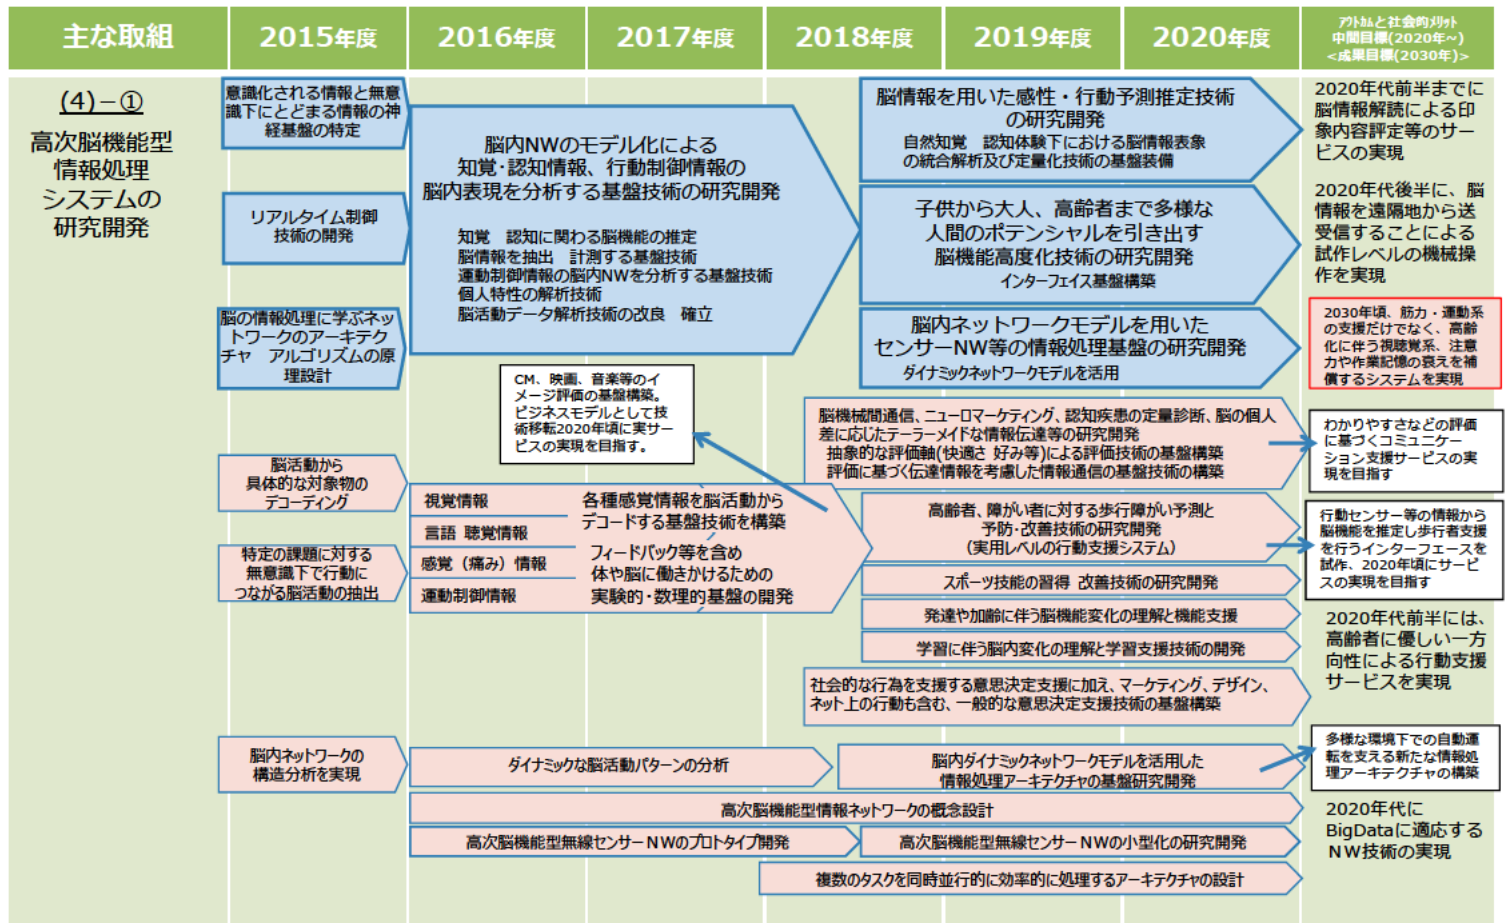 主な取組
2015年度
2016年度
2017年度
2018年度
2019年度
2020年度
ｱｳﾄｶﾑと社会的ﾒﾘｯﾄ
中間目標(2020年~)
<成果目標(2030年)>
(4)－①
高次脳機能型
情報処理
システムの
研究開発
意識化される情報と無意
識下にとどまる情報の神
経基盤の特定
リアルタイム制御
技術の開発
脳の情報処理に学ぶネッ
トワークのアーキテク
チャ　アルゴリズムの原
理設計
脳内NWのモデル化による
知覚・認知情報、行動制御情報の
脳内表現を分析する基盤技術の研究開発
知覚　認知に関わる脳機能の推定
脳情報を抽出　計測する基盤技術
運動制御情報の脳内NWを分析する基盤技術
個人特性の解析技術
脳活動データ解析技術の改良　確立
脳情報を用いた感性・行動予測推定技術
の研究開発
自然知覚　認知体験下における脳情報表象
の統合解析及び定量化技術の基盤装備
子供から大人、高齢者まで多様な
人間のポテンシャルを引き出す
脳機能高度化技術の研究開発
インターフェイス基盤構築
脳内ネットワークモデルを用いた
センサーNW等の情報処理基盤の研究開発
ダイナミックネットワークモデルを活用
2020年代前半までに
脳情報解読による印
象内容評定等のサー
ビスの実現
2020年代後半に、脳
情報を遠隔地から送
受信することによる
試作レベルの機械操
作を実現
2030年頃、筋力・運動系
の支援だけでなく、高齢
化に伴う視聴覚系、注意
力や作業記憶の衰えを補
償するシステムを実現
CM、映画、音楽等のイ
メージ評価の基盤構築。
ビジネスモデルとして技
術移転2020年頃に実サー
ビスの実現を目指す。
脳活動から
具体的な対象物の
デコーディング
特定の課題に対する
無意識下で行動に
つながる脳活動の抽出
視覚情報
言語 聴覚情報
感覚（痛み）情報
運動制御情報
各種感覚情報を脳活動から
デコードする基盤技術を構築
フィードバック等を含め
体や脳に働きかけるための
実験的・数理的基盤の開発
脳機械間通信、ニューロマーケティング、認知疾患の定量診断、脳の個人
差に応じたテーラーメイドな情報伝達等の研究開発
抽象的な評価軸(快適さ 好み等)による評価技術の基盤構築
評価に基づく伝達情報を考慮した情報通信の基盤技術の構築
高齢者、障がい者に対する歩行障がい予測と
予防・改善技術の研究開発
（実用レベルの行動支援システム）
スポーツ技能の習得 改善技術の研究開発
発達や加齢に伴う脳機能変化の理解と機能支援
学習に伴う脳内変化の理解と学習支援技術の開発
社会的な行為を支援する意思決定支援に加え、マーケティング、デザイン、
ネット上の行動も含む、一般的な意思決定支援技術の基盤構築
わかりやすさなどの評価
に基づくコミュニケー
ション支援サービスの実
現を目指す
行動センサー等の情報から
脳機能を推定し歩行者支援
を行うインターフェースを
試作、2020年頃にサービ
スの実現を目指す
2020年代前半には、
高齢者に優しい一方
向性による行動支援
サービスを実現
脳内ネットワークの
構造分析を実現
ダイナミックな脳活動パターンの分析
脳内ダイナミックネットワークモデルを活用した
情報処理アーキテクチャの基盤研究開発
多様な環境下での自動運
転を支える新たな情報処
理アーキテクチャの構築
高次脳機能型情報ネットワークの概念設計
高次脳機能型無線センサーNWのプロトタイプ開発
高次脳機能型無線センサーNWの小型化の研究開発
複数のタスクを同時並行的に効率的に処理するアーキテクチャの設計
2020年代に
BigDataに適応する
NW技術の実現